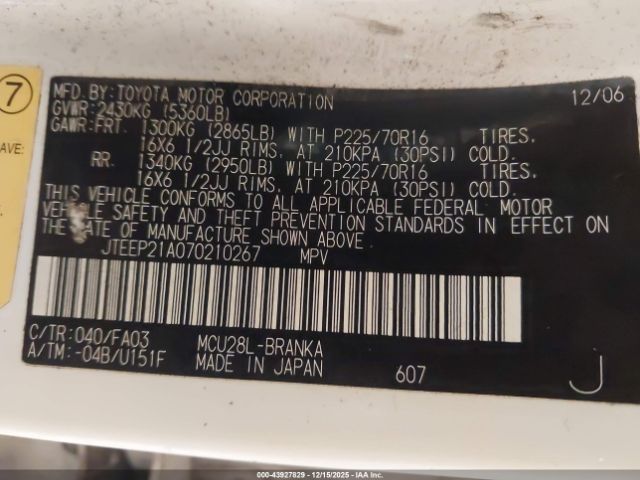 7
AVE:
MFD.BY:TOYOTA MOTOR CORPORATION 12/06
GVWR:2430KG (5360LB)
GAWR:FRT. 1300KG (2865LB) WITH P225/70R16 TIRES.
16X6 1/2JJ RIMS. AT 210KPA (30PSI) COLD.
RR. 1340KG (2950LB) WITH P225/70R16 TIRES.
16X6 1/2JJ RIMS. AT 210KPA (30PSI) COLD.
THIS VEHICLE CONFORMS TO ALL APPLICABLE FEDERAL MOTOR
VEHICLE SAFETY AND THEFT PREVENTION STANDARDS IN EFFECT ON
THE DATE OF MANUFACTURE SHOWN ABOVE.
JTEEP21A070210267 MPV
C/TR:040/FA03 MCU28L-BRANKA
A/TM:-04B/U151F MADE IN JAPAN 607 J
000-43927829 - 12/15/2025 - IAA Inc.